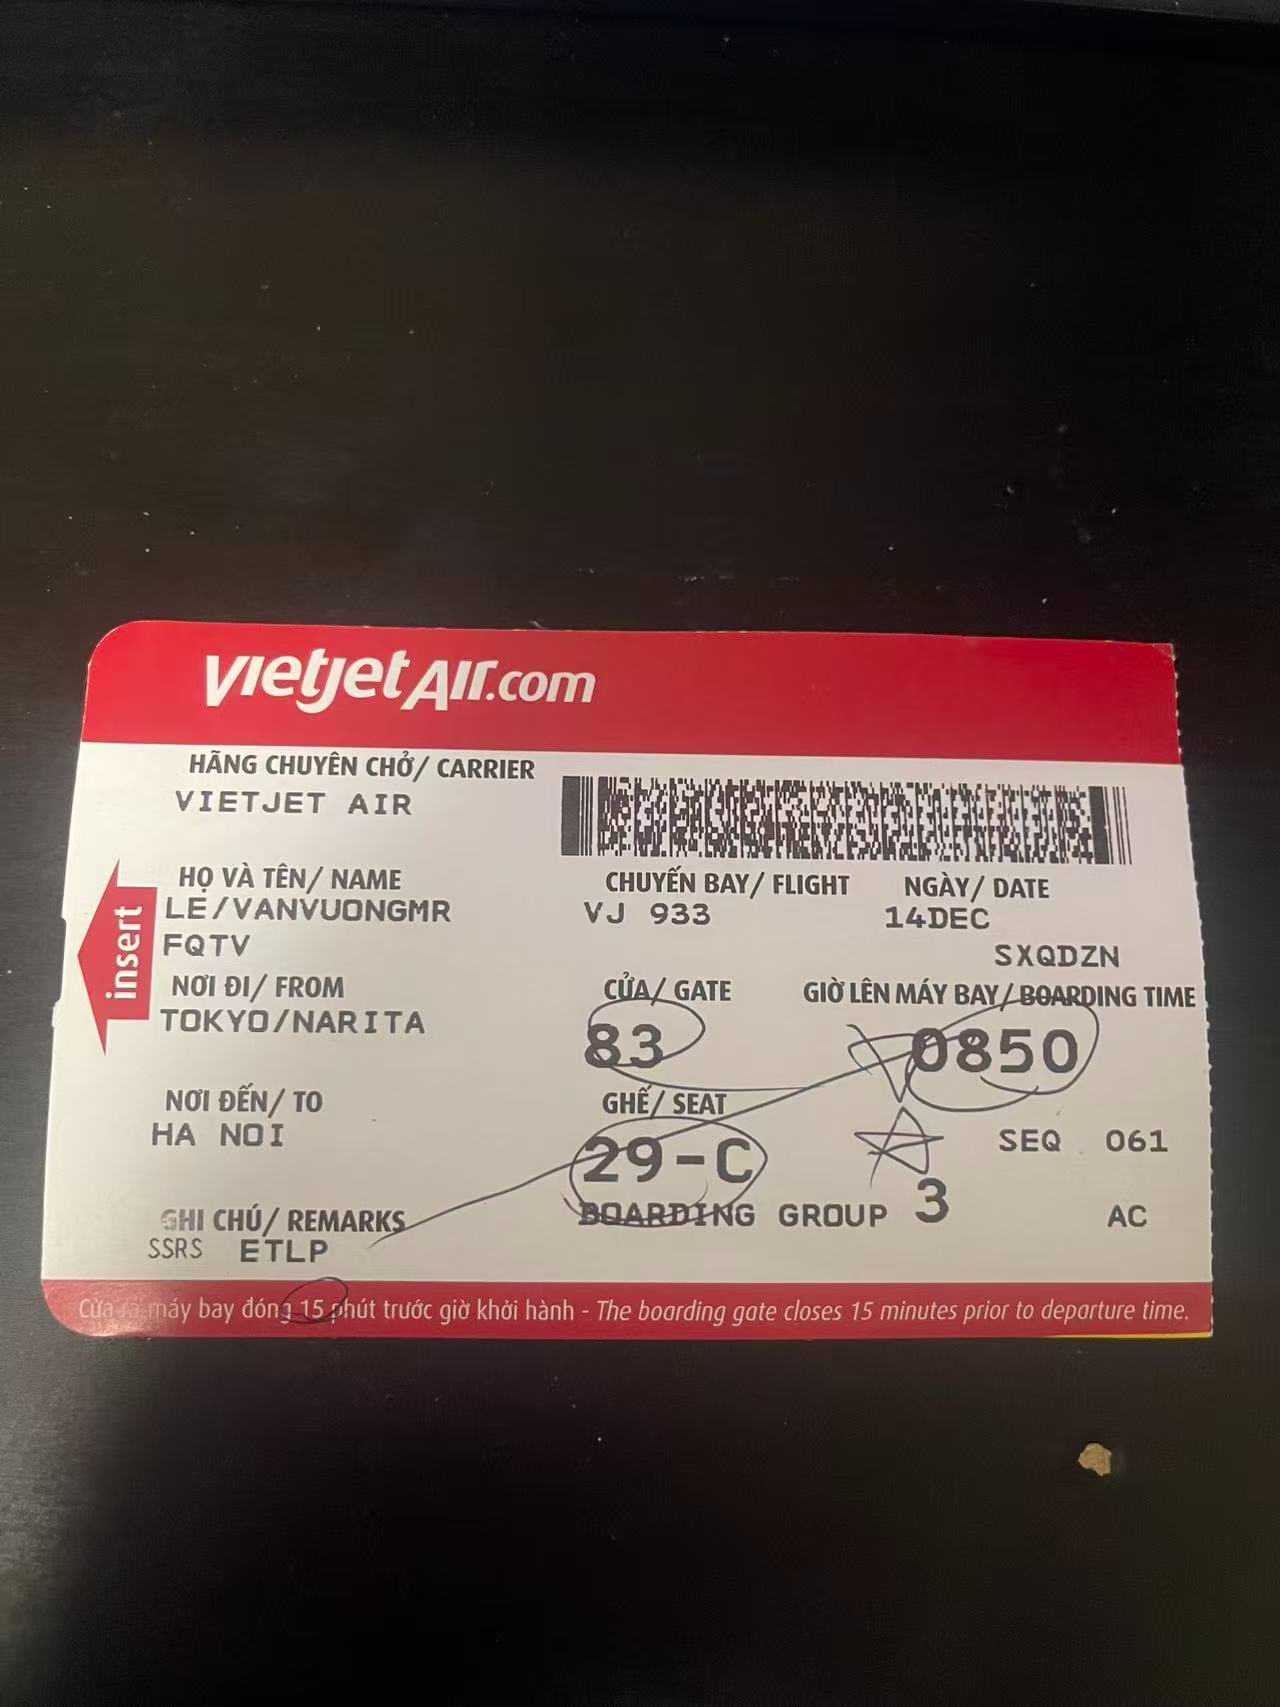 vietjetAir.com
HÃNG CHUYÊN CHỞ/ CARRIER
VIETJET AIR
HỌ VÀ TÊN/ NAME
LE/VANVUONGMR
FQTV
CHUYẾN BAY/ FLIGHT
VJ 933
NGÀY/ DATE
14DEC
SXQDZN
insert
NƠI ĐI/ FROM
TOKYO/NARITA
CỬA/ GATE
83
GIỜ LÊN MÁY BAY/ BOARDING TIME
0850
NƠI ĐẾN/ TO
HA NOI
GHẾ/ SEAT
29-C
SEQ 061
BOARDING GROUP 3
AC
GHI CHÚ/ REMARKS
SSRS ETLP
Cửa ra máy bay đóng 15 phút trước giờ khởi hành - The boarding gate closes 15 minutes prior to departure time.